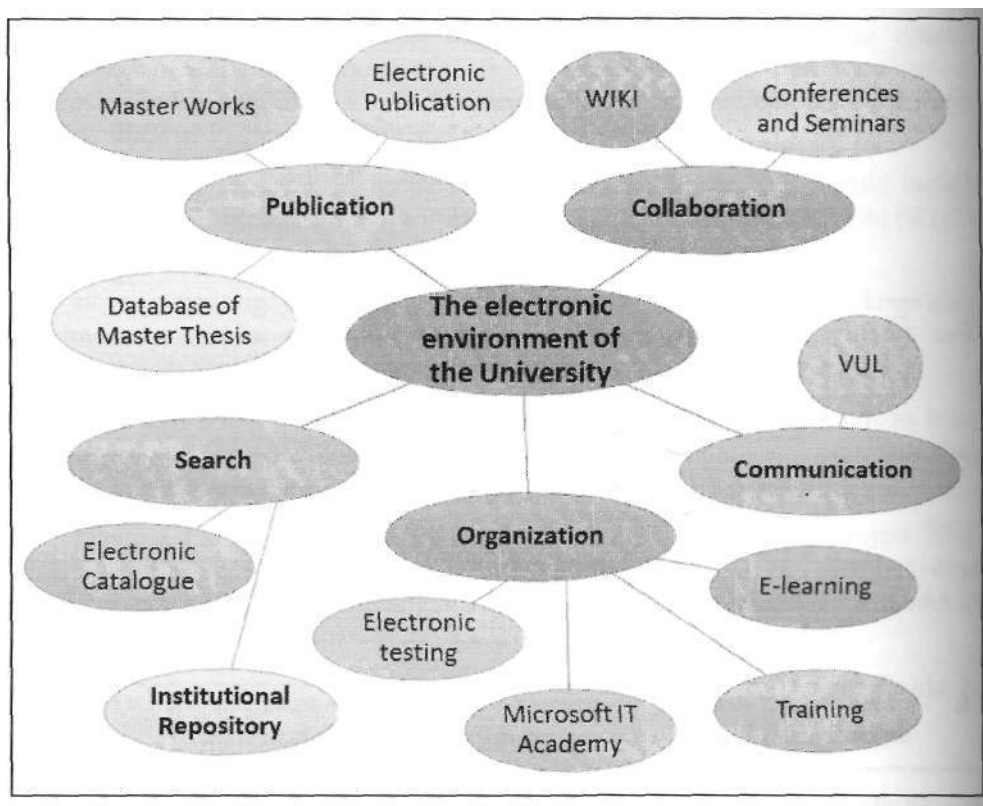 Master Works
Electronic
Publication
WIKI
Conferences
and Seminars
Publication
Collaboration
Database of
Master Thesis
The electronic
environment of
the University
VUL
Search
Communication
Organization
Electronic
Catalogue
E-learning
Electronic
testing
Institutional
Repository
Microsoft IT
Academy
Training